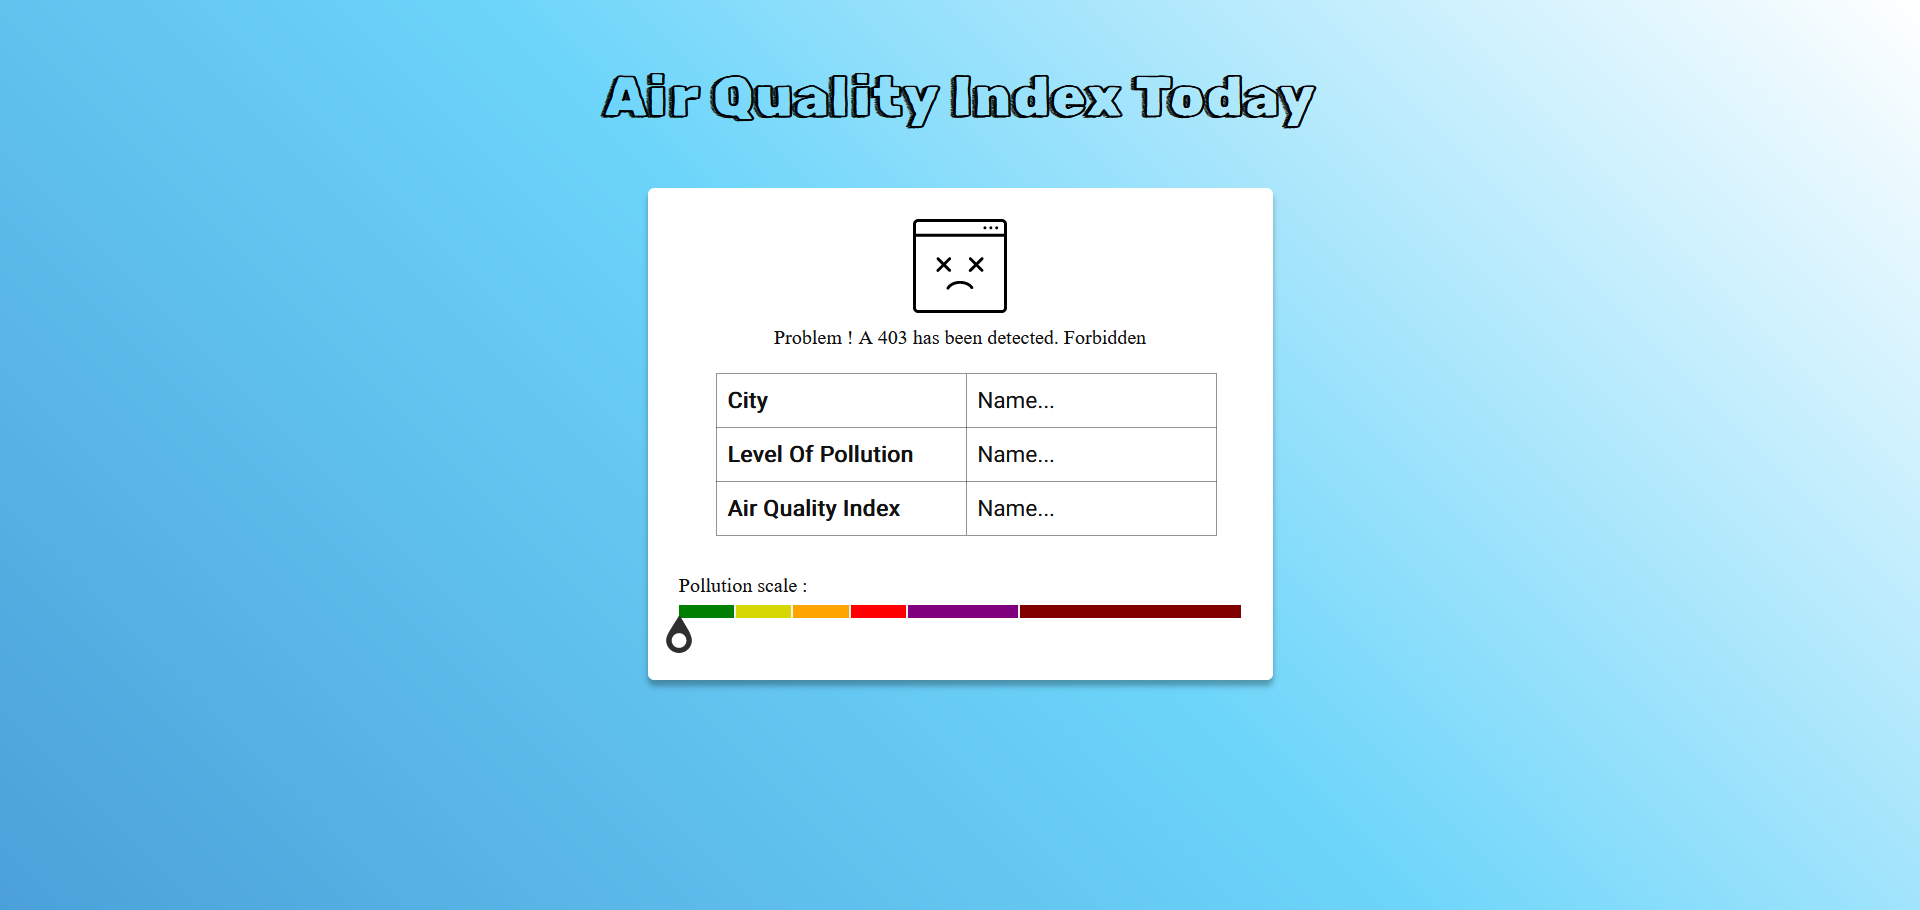 Air Quality Index Today
Problem ! A 403 has been detected. Forbidden
City Name...
Level Of Pollution Name...
Air Quality Index Name...
Pollution scale :